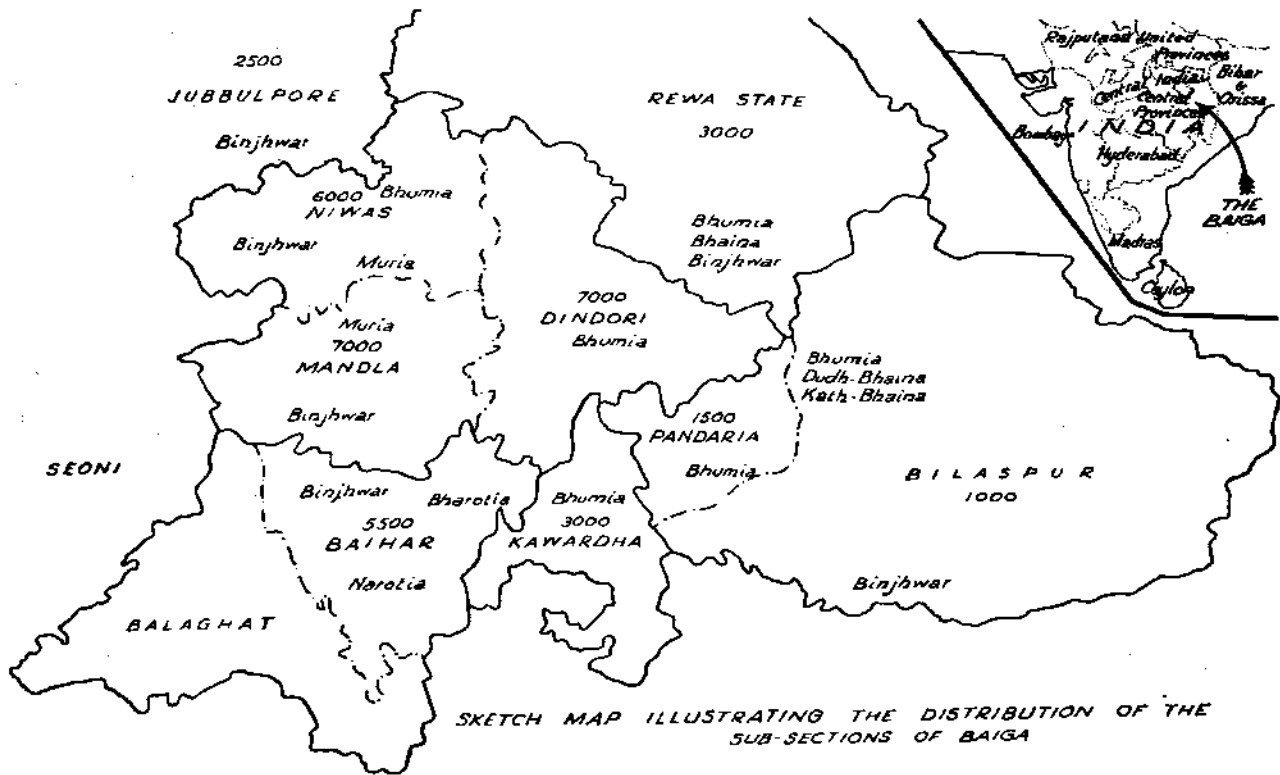 2500
JUBBULPORE
Binjhwar
REWA STATE
3000
6000 Bhumia
NIWAS
Binjhwar
Muria
Bhumia
Bhaina
Binjhwar
Muria
7000
MANDLA
Binjhwar
7000
DINDORI
Bhumia
Bhumia
Dudh-Bhaina
Kath-Bhaina
1500
PANDARIA
Bhumia
BILASPUR
1000
Binjhwar
SEONI
Binjhwar
Bharotia
5500
BAIHAR
Narotia
Bhumia
3000
KAWARDHA
BALAGHAT
Rajputana United
Provinces
Central
India
Bihar
&
Orissa
Central
Provinces
Bombay
INDIA
Hyderabad
Madras
Ceylon
THE
BAIGA
SKETCH MAP ILLUSTRATING THE DISTRIBUTION OF THE
SUB-SECTIONS OF BAIGA